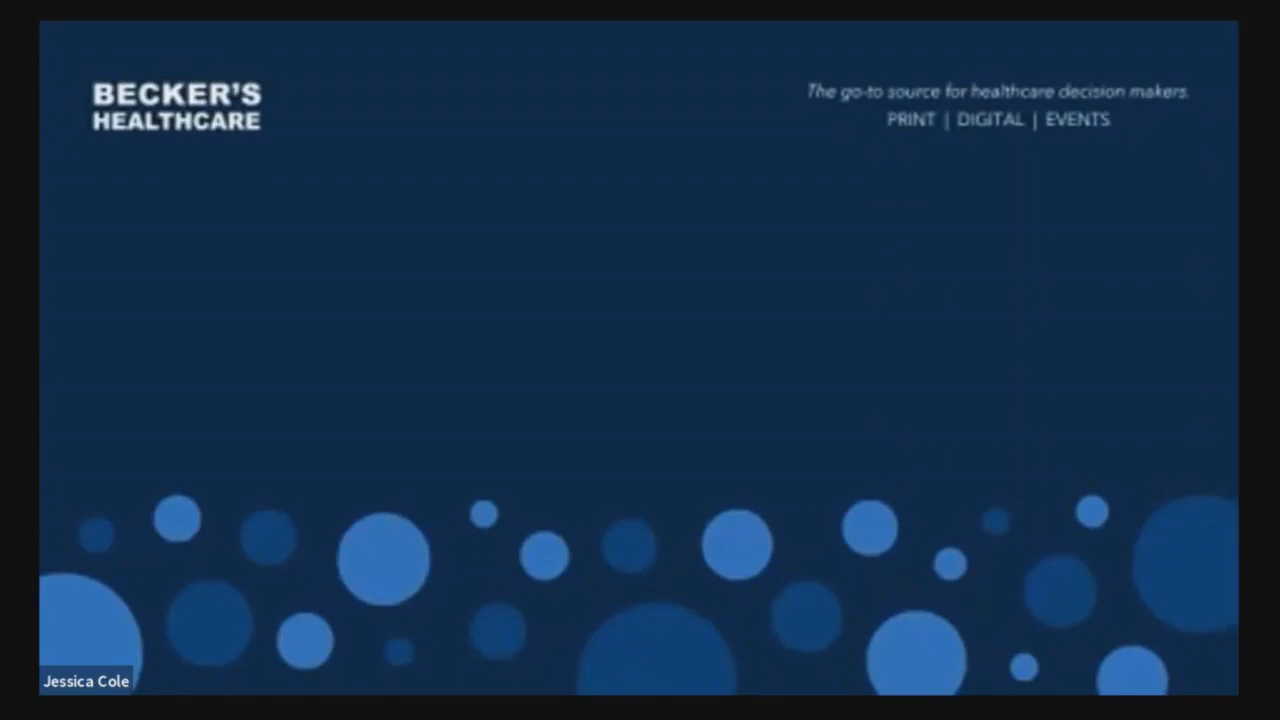 BECKER'S
HEALTHCARE
The go-to source for healthcare decision makers.
PRINT | DIGITAL | EVENTS
Jessica Cole